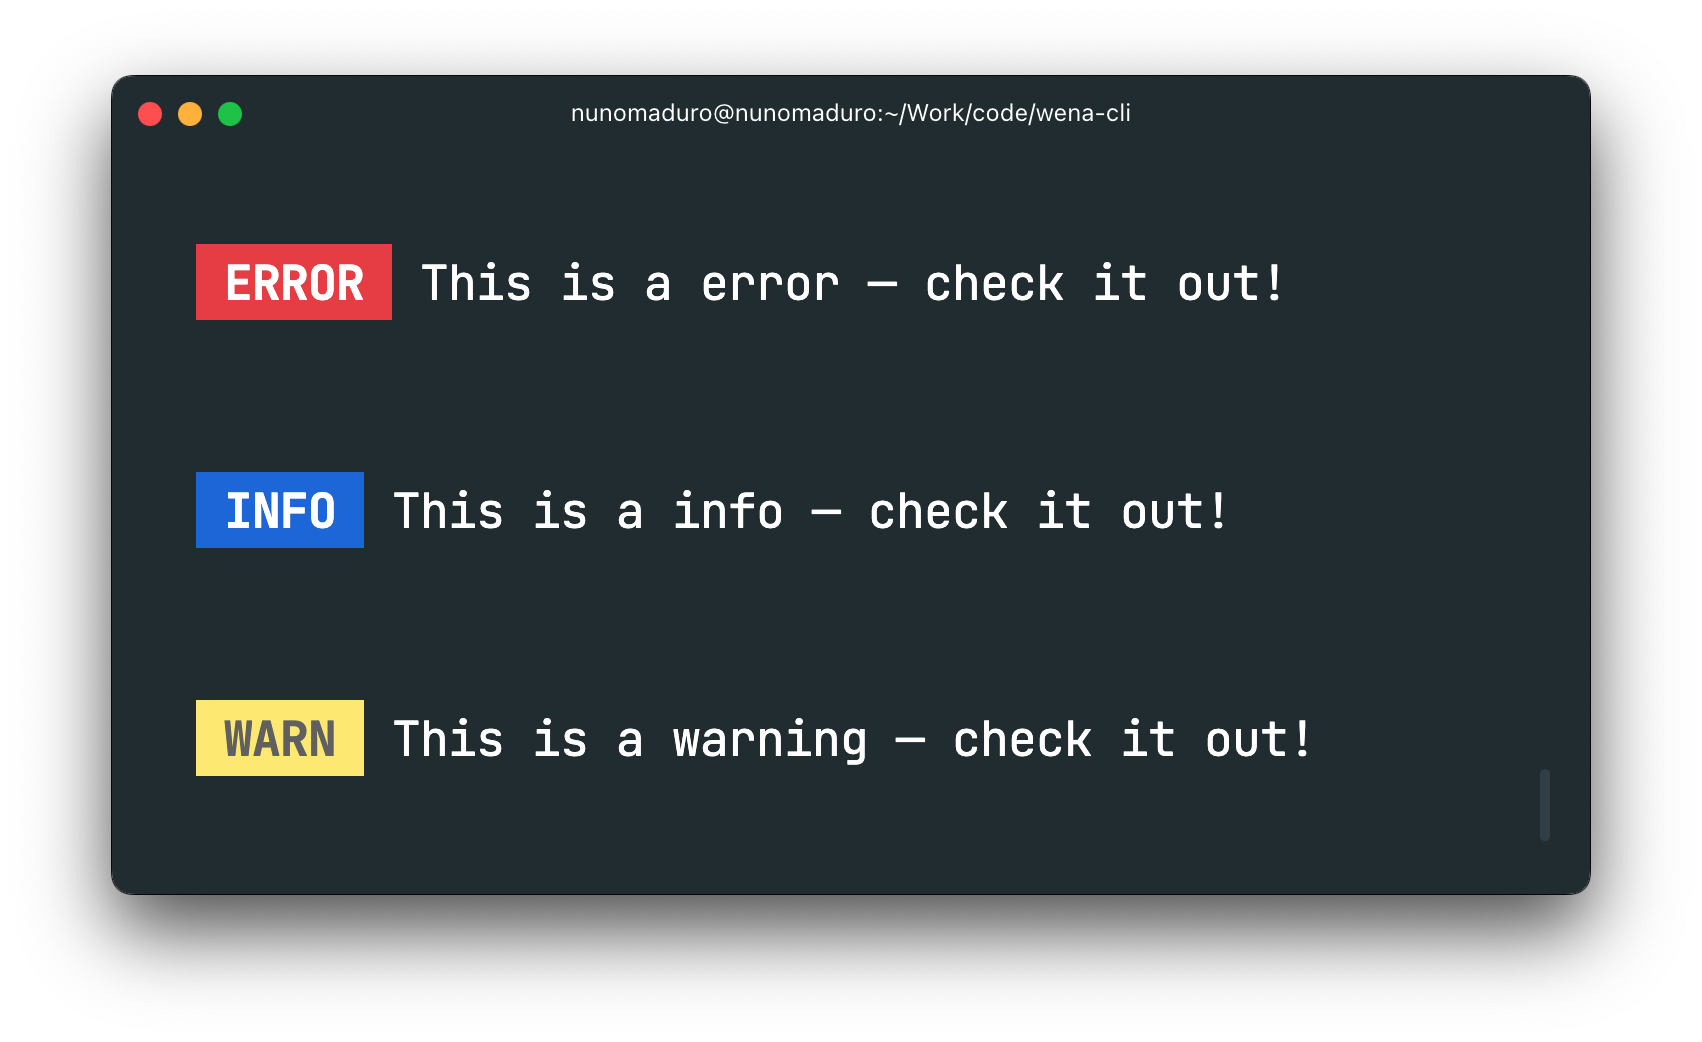 nunomaduro@nunomaduro:~/Work/code/wena-cli
ERROR This is a error — check it out!
INFO This is a info — check it out!
WARN This is a warning — check it out!